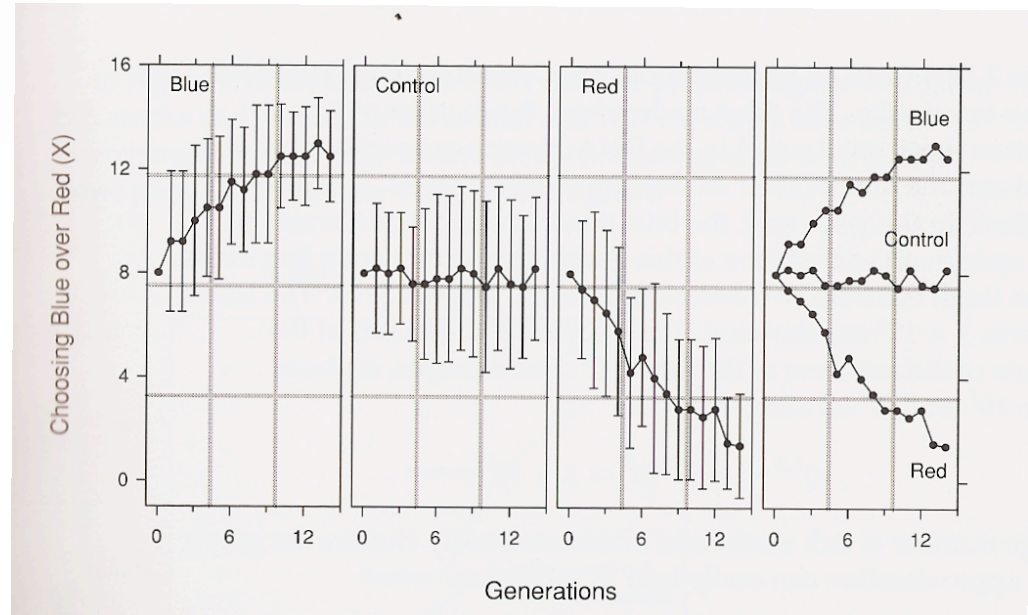 Choosing Blue over Red (X)
16
12
8
4
0
Blue
Control
Red
Blue
Control
Red
0 6 12
0 6 12
0 6 12
0 6 12
Generations